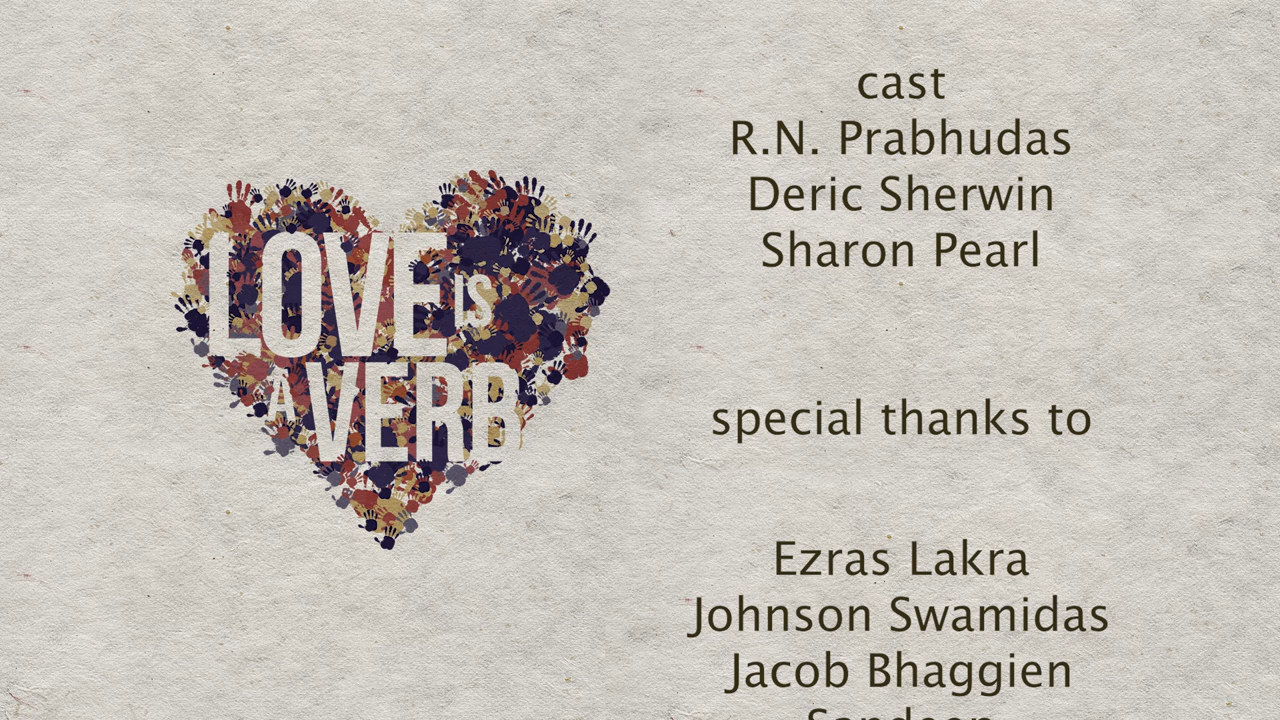 LOVE IS
A VERB
cast
R.N. Prabhudas
Deric Sherwin
Sharon Pearl
special thanks to
Ezras Lakra
Johnson Swamidas
Jacob Bhaggien